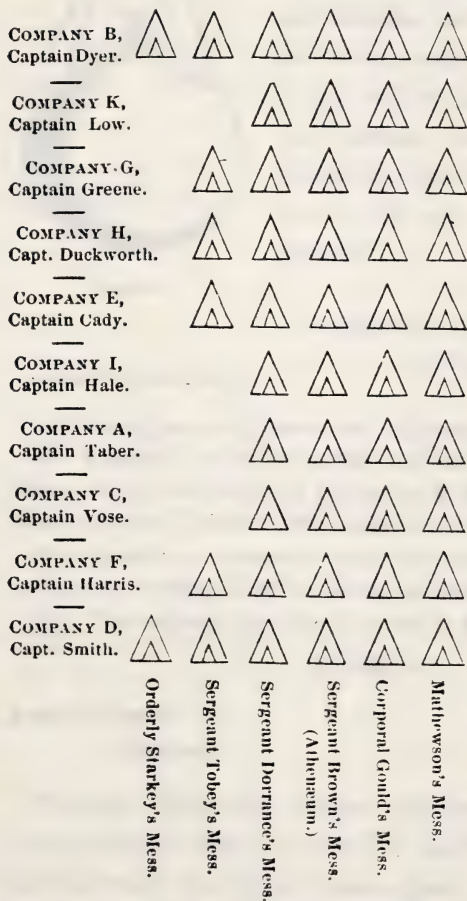 COMPANY B,
Captain Dyer.
COMPANY K,
Captain Low.
COMPANY G,
Captain Greene.
COMPANY H,
Capt. Duckworth.
COMPANY E,
Captain Cady.
COMPANY I,
Captain Hale.
COMPANY A,
Captain Taber.
COMPANY C,
Captain Vose.
COMPANY F,
Captain Harris.
COMPANY D,
Capt. Smith.
Orderly Starkey's Mess.
Sergeant Tobey's Mess.
Sergeant Dorrance's Mess.
Sergeant Brown's Mess.
(Athenæum.)
Corporal Gould's Mess.
Mathewson's Mess.